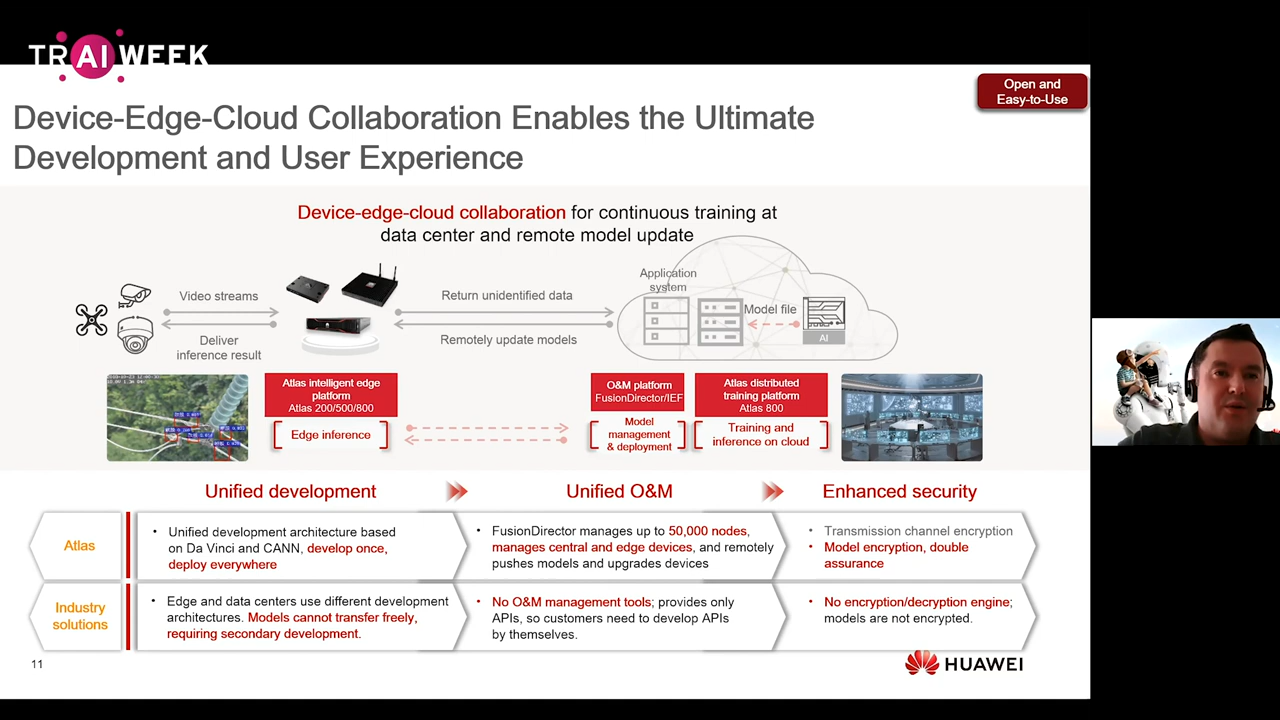 TRAIWEEK
Open and
Easy-to-Use
Device-Edge-Cloud Collaboration Enables the Ultimate
Development and User Experience
Device-edge-cloud collaboration for continuous training at
data center and remote model update
Video streams
Deliver
inference result
Return unidentified data
Remotely update models
Application
system
Model file
AI
Atlas intelligent edge
platform
Atlas 200/500/800
Edge inference
O&M platform
FusionDirector/IEF
Model
management
& deployment
Atlas distributed
training platform
Atlas 800
Training and
inference on cloud
Unified development
Unified O&M
Enhanced security
Atlas
• Unified development architecture based
on Da Vinci and CANN, develop once,
deploy everywhere
• FusionDirector manages up to 50,000 nodes,
manages central and edge devices, and remotely
pushes models and upgrades devices
• Transmission channel encryption
• Model encryption, double
assurance
Industry
solutions
• Edge and data centers use different development
architectures. Models cannot transfer freely,
requiring secondary development.
• No O&M management tools; provides only
APIs, so customers need to develop APIs
by themselves.
• No encryption/decryption engine;
models are not encrypted.
11
HUAWEI